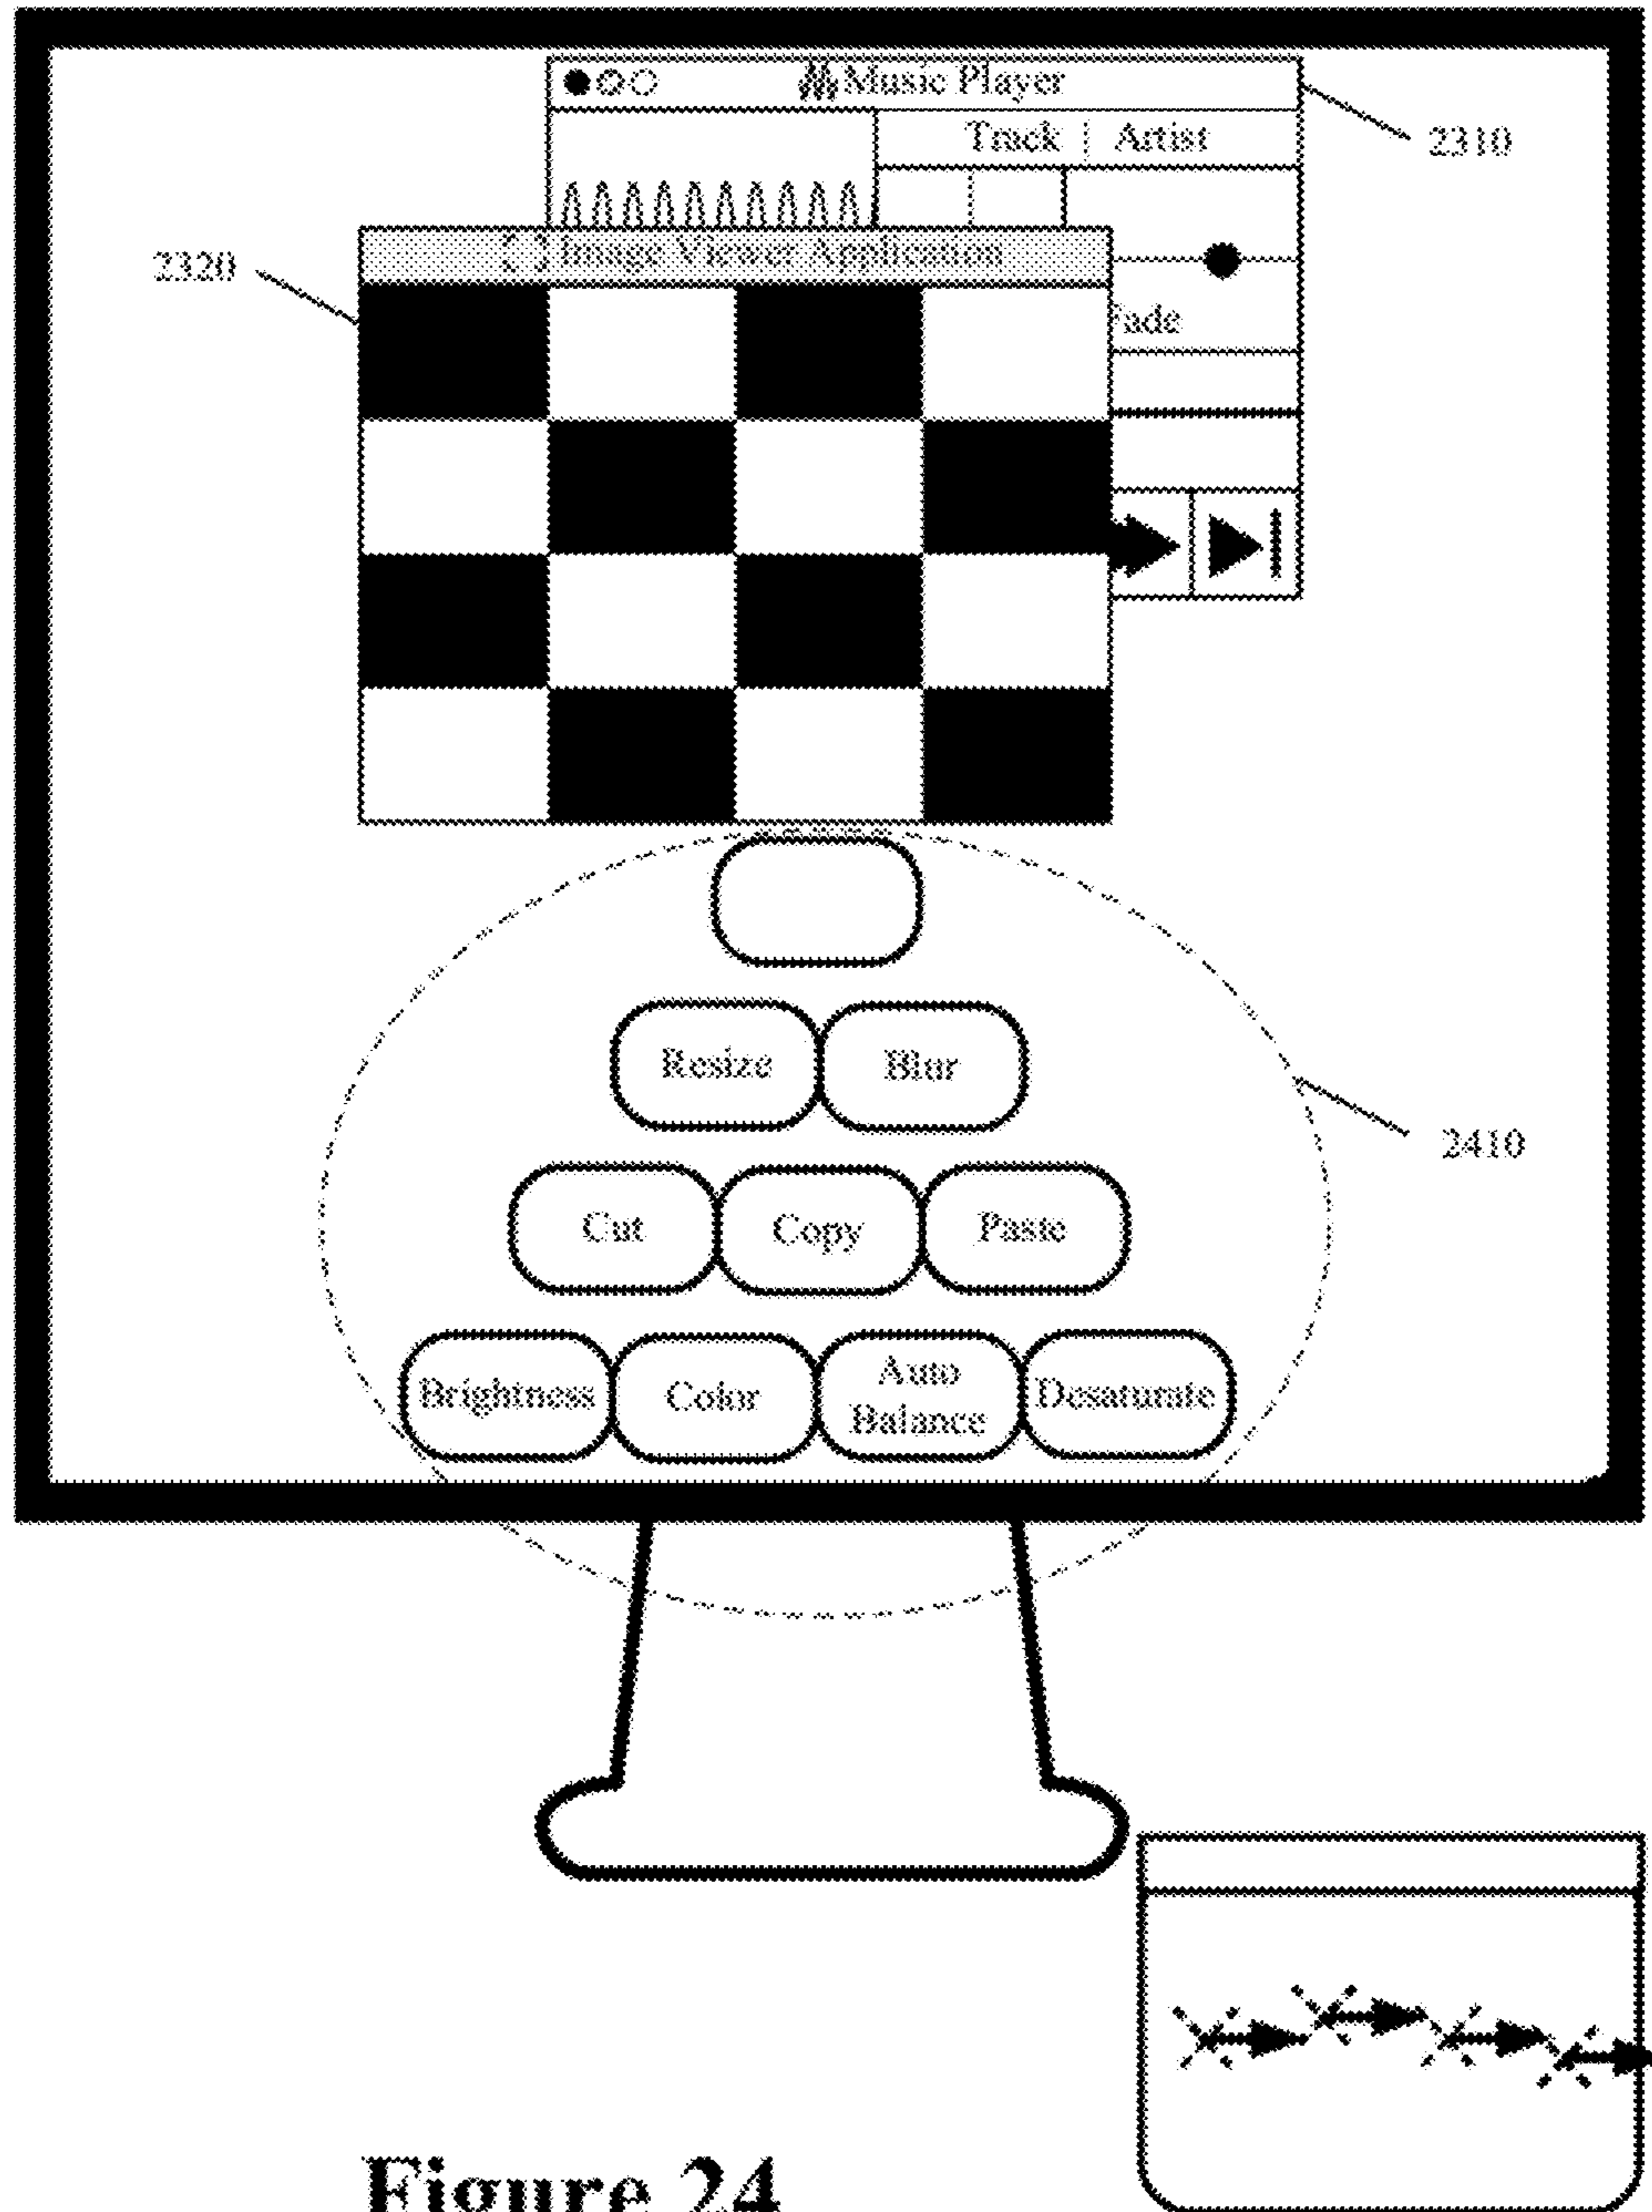 Music Player
Track Artist
2310
2320
Image Viewer Application
Fade
Resize Blur
2410
Cut Copy Paste
Brightness Color Auto Balance Desaturate
Figure 24